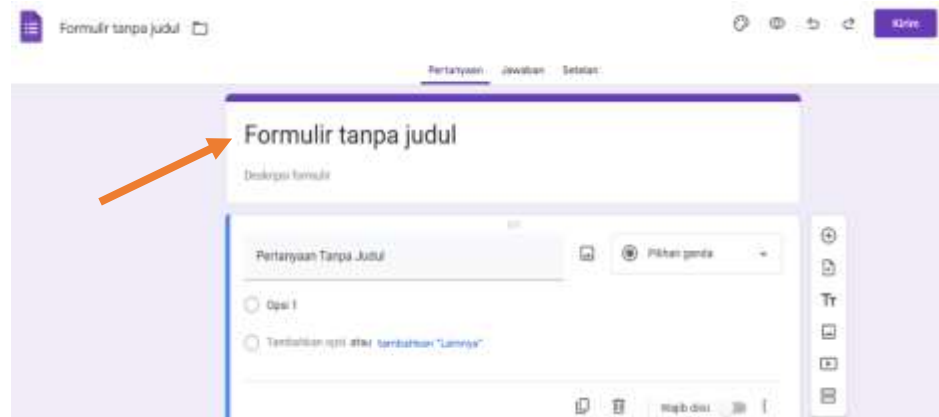 Formulir tanpa judul
Kirim
Pertanyaan Jawaban Setelan
Formulir tanpa judul
Deskripsi formulir
Pertanyaan Tanpa Judul
Pilihan ganda
Opsi 1
Tambahkan opsi atau tambahkan "Lainnya"
Wajib diisi